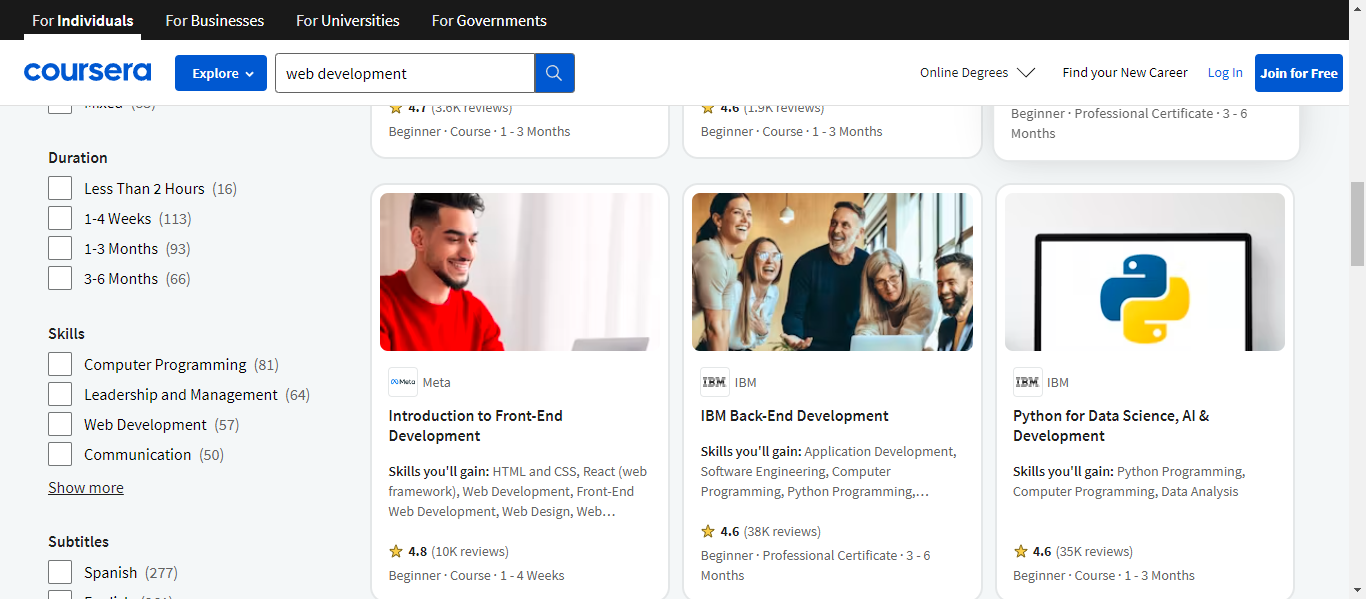 For Individuals
For Businesses
For Universities
For Governments
coursera
Explore
web development
Online Degrees
Find your New Career
Log In
Join for Free
Mixed (68)
Duration
Less Than 2 Hours (16)
1-4 Weeks (113)
1-3 Months (93)
3-6 Months (66)
Skills
Computer Programming (81)
Leadership and Management (64)
Web Development (57)
Communication (50)
Show more
Subtitles
Spanish (277)
4.7 (3.6K reviews)
Beginner · Course · 1 - 3 Months
4.6 (1.9K reviews)
Beginner · Course · 1 - 3 Months
Beginner · Professional Certificate · 3 - 6
Months
Meta
Meta
Introduction to Front-End
Development
Skills you'll gain: HTML and CSS, React (web
framework), Web Development, Front-End
Web Development, Web Design, Web…
4.8 (10K reviews)
Beginner · Course · 1 - 4 Weeks
IBM
IBM
IBM Back-End Development
Skills you'll gain: Application Development,
Software Engineering, Computer
Programming, Python Programming,…
4.6 (38K reviews)
Beginner · Professional Certificate · 3 - 6
Months
IBM
IBM
Python for Data Science, AI &
Development
Skills you'll gain: Python Programming,
Computer Programming, Data Analysis
4.6 (35K reviews)
Beginner · Course · 1 - 3 Months